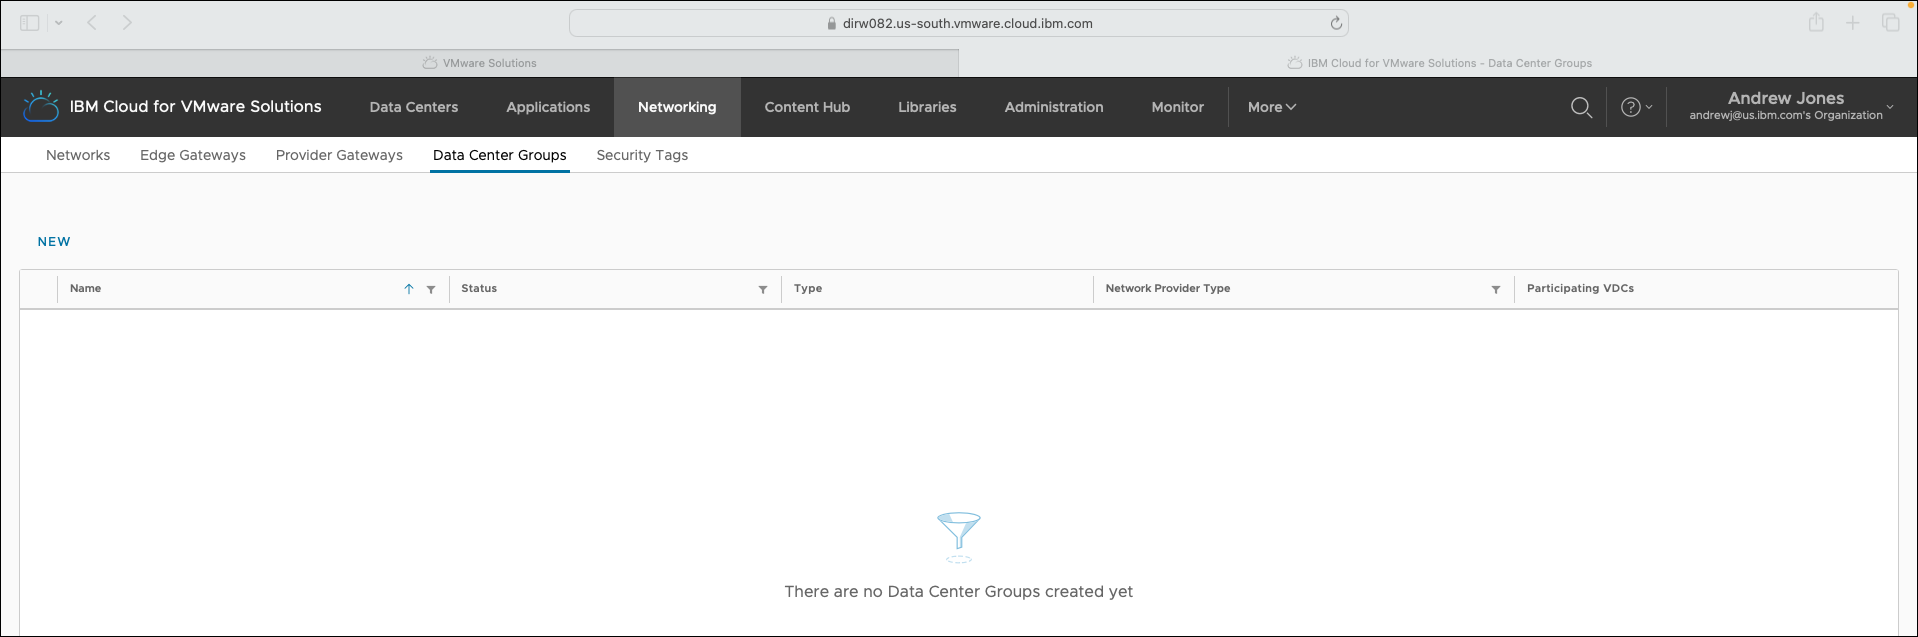 dirw082.us-south.vmware.cloud.ibm.com
VMware Solutions
IBM Cloud for VMware Solutions - Data Center Groups
IBM Cloud for VMware Solutions
Data Centers
Applications
Networking
Content Hub
Libraries
Administration
Monitor
More
Andrew Jones
andrewj@us.ibm.com's Organization
Networks
Edge Gateways
Provider Gateways
Data Center Groups
Security Tags
NEW
Name
Status
Type
Network Provider Type
Participating VDCs
There are no Data Center Groups created yet